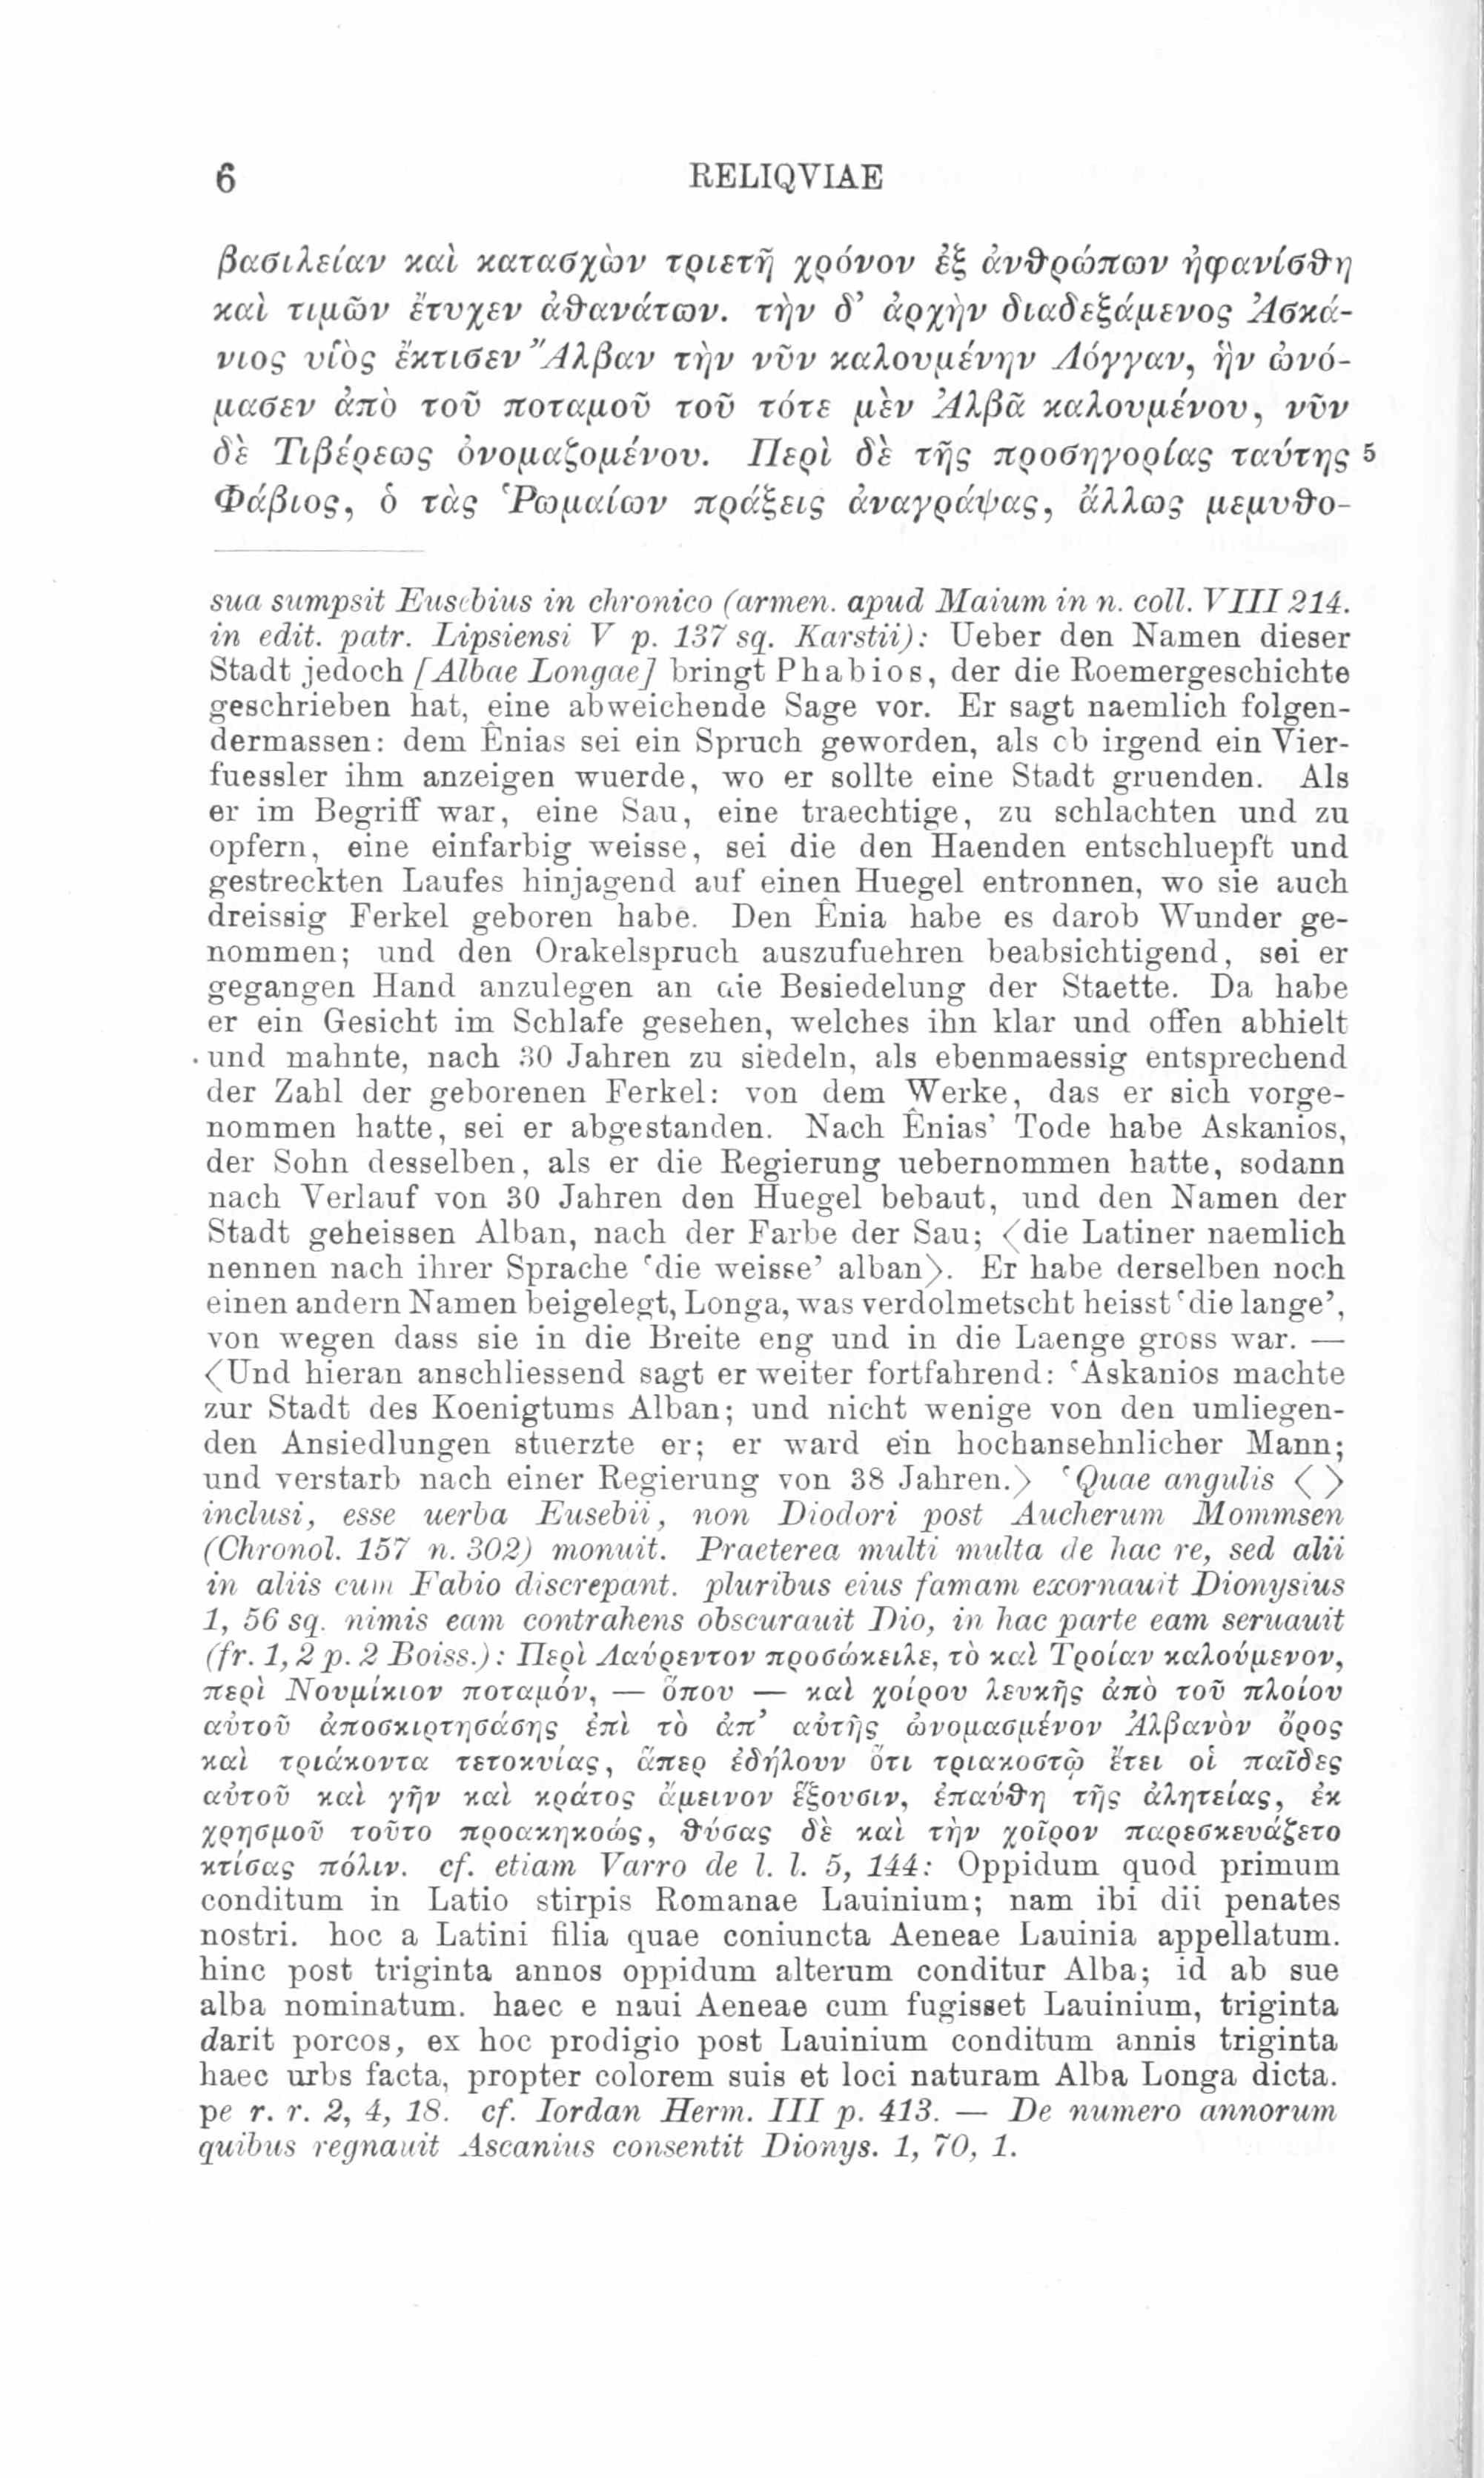 6 RELIQVIAE
βασιλείαν καὶ κατασχὼν τριετῆ χρόνον ἐξ ἀνθρώπων ἠφανίσθη
καὶ τιμῶν ἔτυχεν ἀθανάτων. τὴν δ’ ἀρχὴν διαδεξάμενος Ἀσκά-
νιος υἱὸς ἔκτισεν Ἄλβαν τὴν νῦν καλουμένην Λόγγαν, ἣν ὠνό-
μασεν ἀπὸ τοῦ ποταμοῦ τοῦ τότε μὲν Ἄλβᾶ καλουμένου, νῦν
δὲ Τιβέρεως ὀνομαζομένου. Περὶ δὲ τῆς προσηγορίας ταύτης 5
Φάβιος, ὁ τὰς Ῥωμαίων πράξεις ἀναγράψας, ἄλλως μεμυθο-
sua sumpsit Eusebius in chronico (armen. apud Maium in n. coll. VIII 214.
in edit. patr. Lipsiensi V p. 137 sq. Karstii): Ueber den Namen dieser
Stadt jedoch [Albae Longae] bringt Phabios, der die Roemergeschichte
geschrieben hat, eine abweichende Sage vor. Er sagt naemlich folgen-
dermassen: dem Ênias sei ein Spruch geworden, als ob irgend ein Vier-
fuessler ihm anzeigen wuerde, wo er sollte eine Stadt gruenden. Als
er im Begriff war, eine Sau, eine traechtige, zu schlachten und zu
opfern, eine einfarbig weisse, sei die den Haenden entschluepft und
gestreckten Laufes hinjagend auf einen Huegel entronnen, wo sie auch
dreissig Ferkel geboren habe. Den Ênia habe es darob Wunder ge-
nommen; und den Orakelspruch auszufuehren beabsichtigend, sei er
gegangen Hand anzulegen an die Besiedelung der Staette. Da habe
er ein Gesicht im Schlafe gesehen, welches ihn klar und offen abhielt
und mahnte, nach 30 Jahren zu siedeln, als ebenmaessig entsprechend
der Zahl der geborenen Ferkel: von dem Werke, das er sich vorge-
nommen hatte, sei er abgestanden. Nach Ênias’ Tode habe Askanios,
der Sohn desselben, als er die Regierung uebernommen hatte, sodann
nach Verlauf von 30 Jahren den Huegel bebaut, und den Namen der
Stadt geheissen Alban, nach der Farbe der Sau; ⟨die Latiner naemlich
nennen nach ihrer Sprache ‘die weisse’ alban⟩. Er habe derselben noch
einen andern Namen beigelegt, Longa, was verdolmetscht heisst ‘die lange’,
von wegen dass sie in die Breite eng und in die Laenge gross war. —
⟨Und hieran anschliessend sagt er weiter fortfahrend: ‘Askanios machte
zur Stadt des Koenigtums Alban; und nicht wenige von den umliegen-
den Ansiedlungen stuerzte er; er ward ein hochansehnlicher Mann;
und verstarb nach einer Regierung von 38 Jahren.⟩ ‘Quae angulis ⟨ ⟩
inclusi, esse uerba Eusebii, non Diodori post Aucherum Mommsen
(Chronol. 157 n. 302) monuit. Praeterea multi multa de hac re, sed alii
in aliis cum Fabio discrepant. pluribus eius famam exornauit Dionysius
1, 56 sq. nimis eam contrahens obscurauit Dio, in hac parte eam seruauit
(fr. 1, 2 p. 2 Boiss.): Περὶ Λαύρεντον προσώκειλε, τὸ καὶ Τροίαν καλούμενον,
περὶ Νουμίκιον ποταμόν, — ὅπου — καὶ χοίρου λευκῆς ἀπὸ τοῦ πλοίου
αὐτοῦ ἀποσκιρτησάσης ἐπὶ τὸ ἀπ’ αὐτῆς ὠνομασμένον Ἀλβανὸν ὄρος
καὶ τριάκοντα τετοκυίας, ἅπερ ἐδήλουν ὅτι τριακοστῷ ἔτει οἱ παῖδες
αὐτοῦ καὶ γῆν καὶ κράτος ἄμεινον ἕξουσιν, ἐπαύθη τῆς ἀλητείας, ἐκ
χρησμοῦ τοῦτο προακηκοώς, θύσας δὲ καὶ τὴν χοῖρον παρεσκευάζετο
κτίσας πόλιν. cf. etiam Varro de l. l. 5, 144: Oppidum quod primum
conditum in Latio stirpis Romanae Lauinium; nam ibi dii penates
nostri. hoc a Latini filia quae coniuncta Aeneae Lauinia appellatum.
hinc post triginta annos oppidum alterum conditur Alba; id ab sue
alba nominatum. haec e naui Aeneae cum fugisset Lauinium, triginta
darit porcos, ex hoc prodigio post Lauinium conditum annis triginta
haec urbs facta, propter colorem suis et loci naturam Alba Longa dicta.
pe r. r. 2, 4, 18. cf. Iordan Herm. III p. 413. — De numero annorum
quibus regnauit Ascanius consentit Dionys. 1, 70, 1.